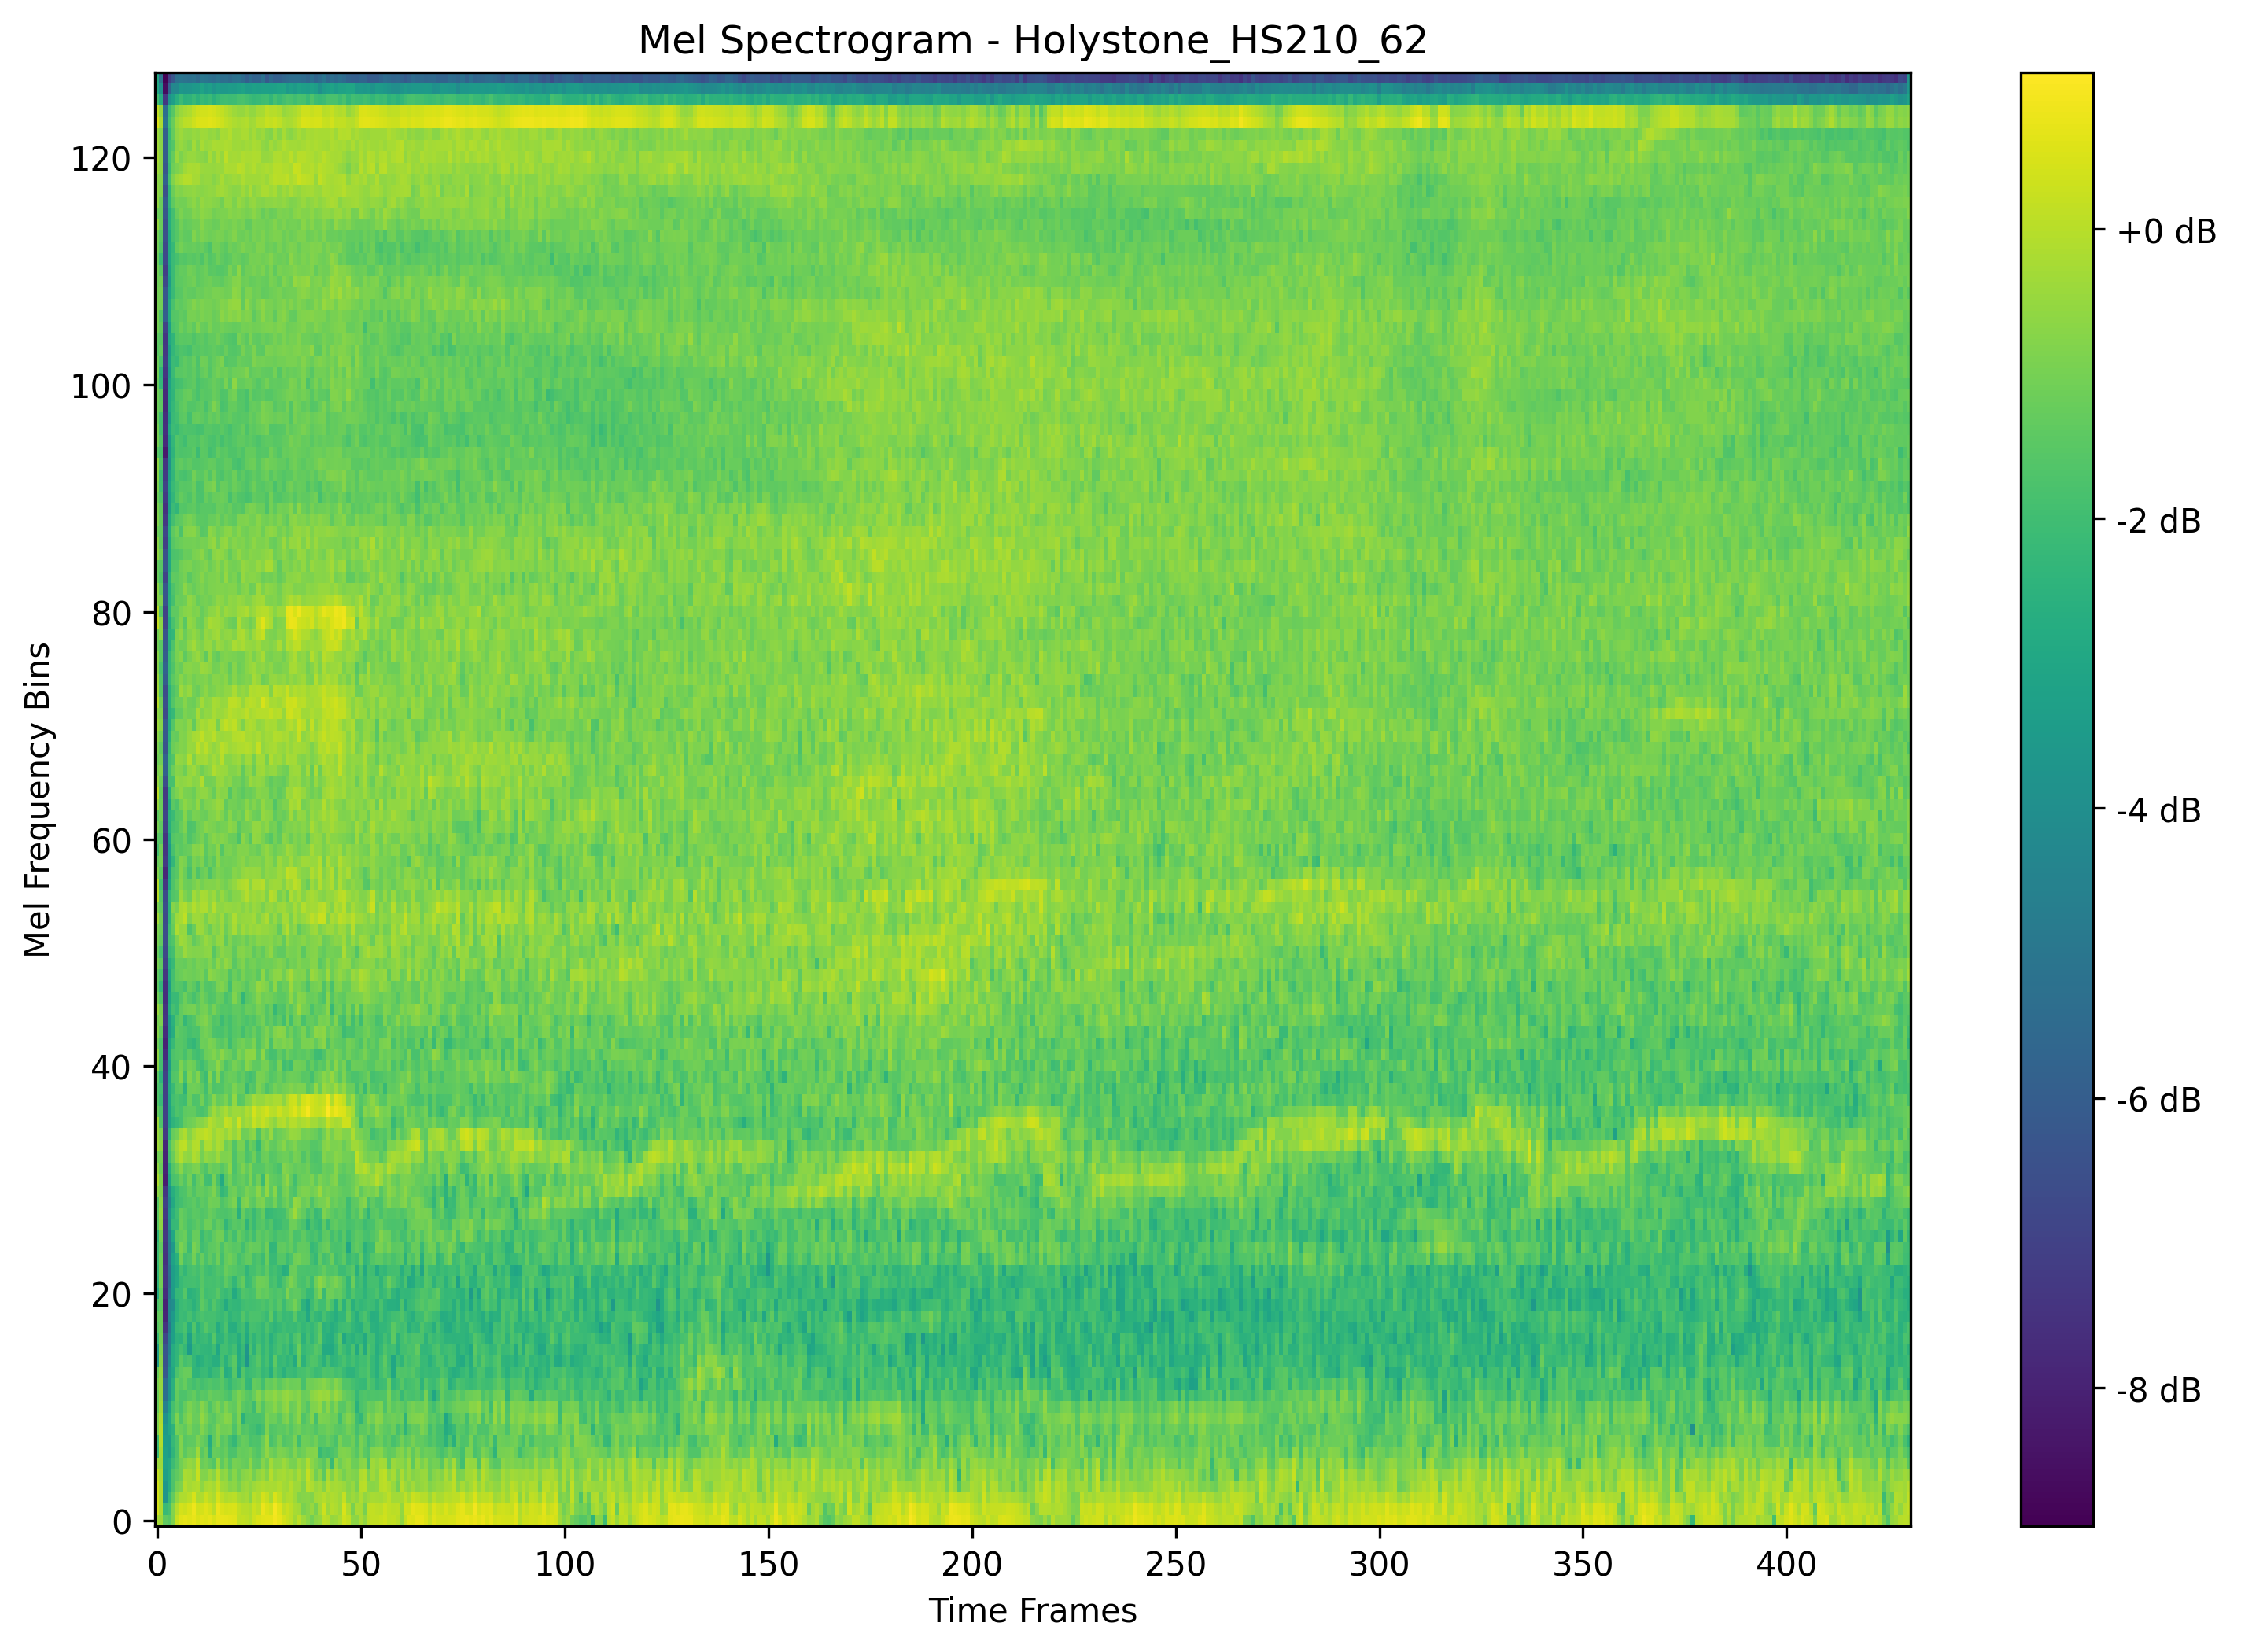 Mel Spectrogram - Holystone_HS210_62
Mel Frequency Bins
120
100
80
60
40
20
0
0 50 100 150 200 250 300 350 400
Time Frames
+0 dB
-2 dB
-4 dB
-6 dB
-8 dB